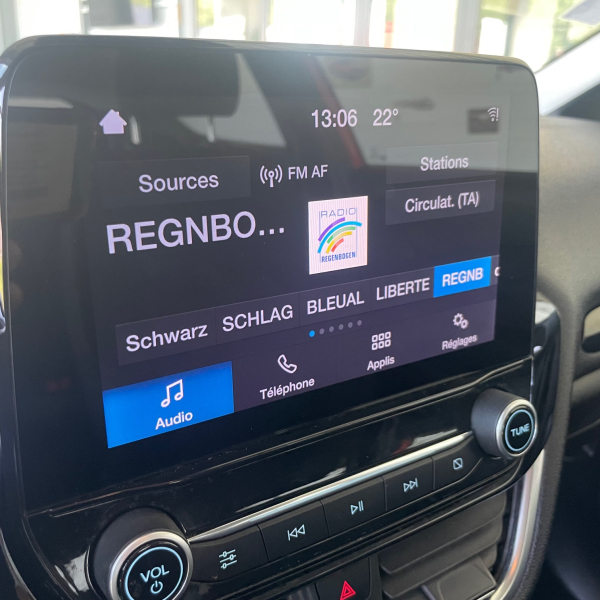 13:06 22°
Sources FM AF Stations
Circulat. (TA)
REGNBO...
RADIO
REGENBOGEN
Schwarz SCHLAG BLEUAL LIBERTE REGNB
Audio Téléphone Applis Réglages
TUNE
VOL